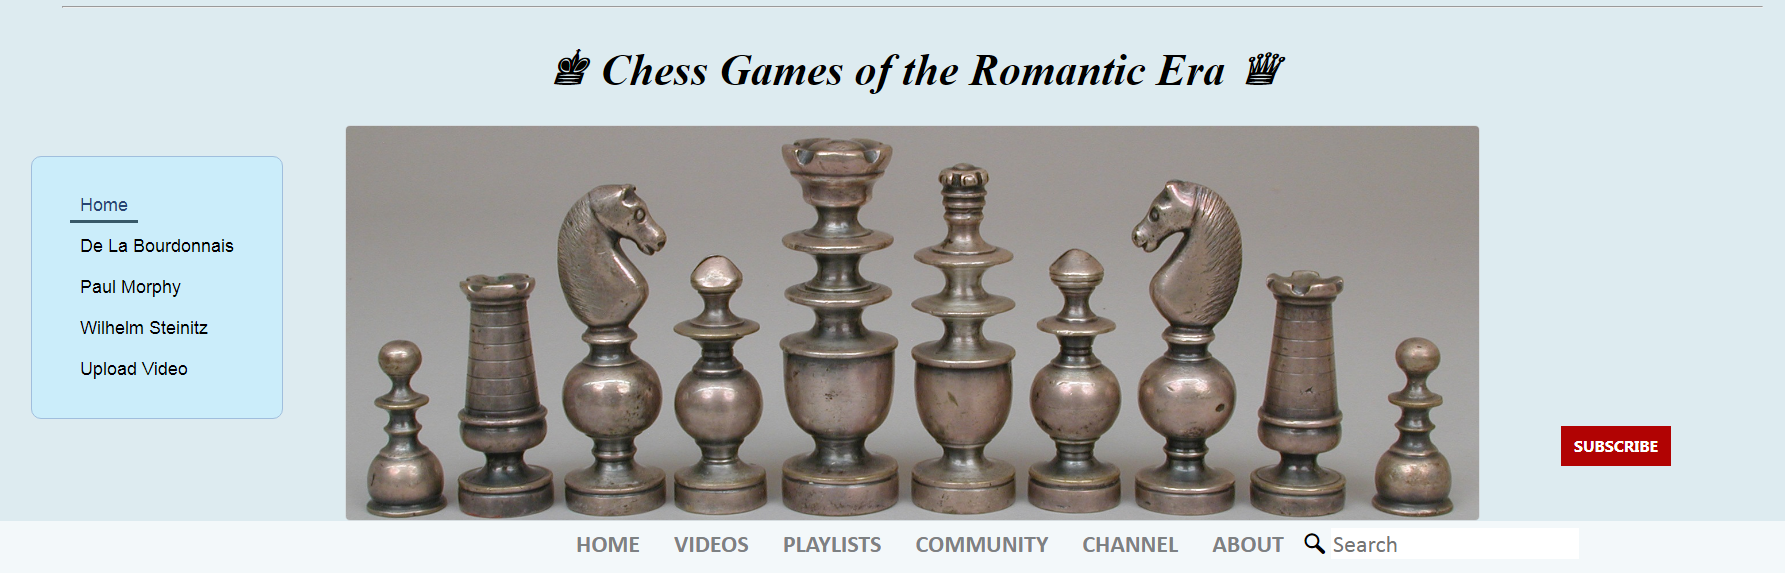 ♚ Chess Games of the Romantic Era ♛
Home
De La Bourdonnais
Paul Morphy
Wilhelm Steinitz
Upload Video
SUBSCRIBE
HOME VIDEOS PLAYLISTS COMMUNITY CHANNEL ABOUT Search